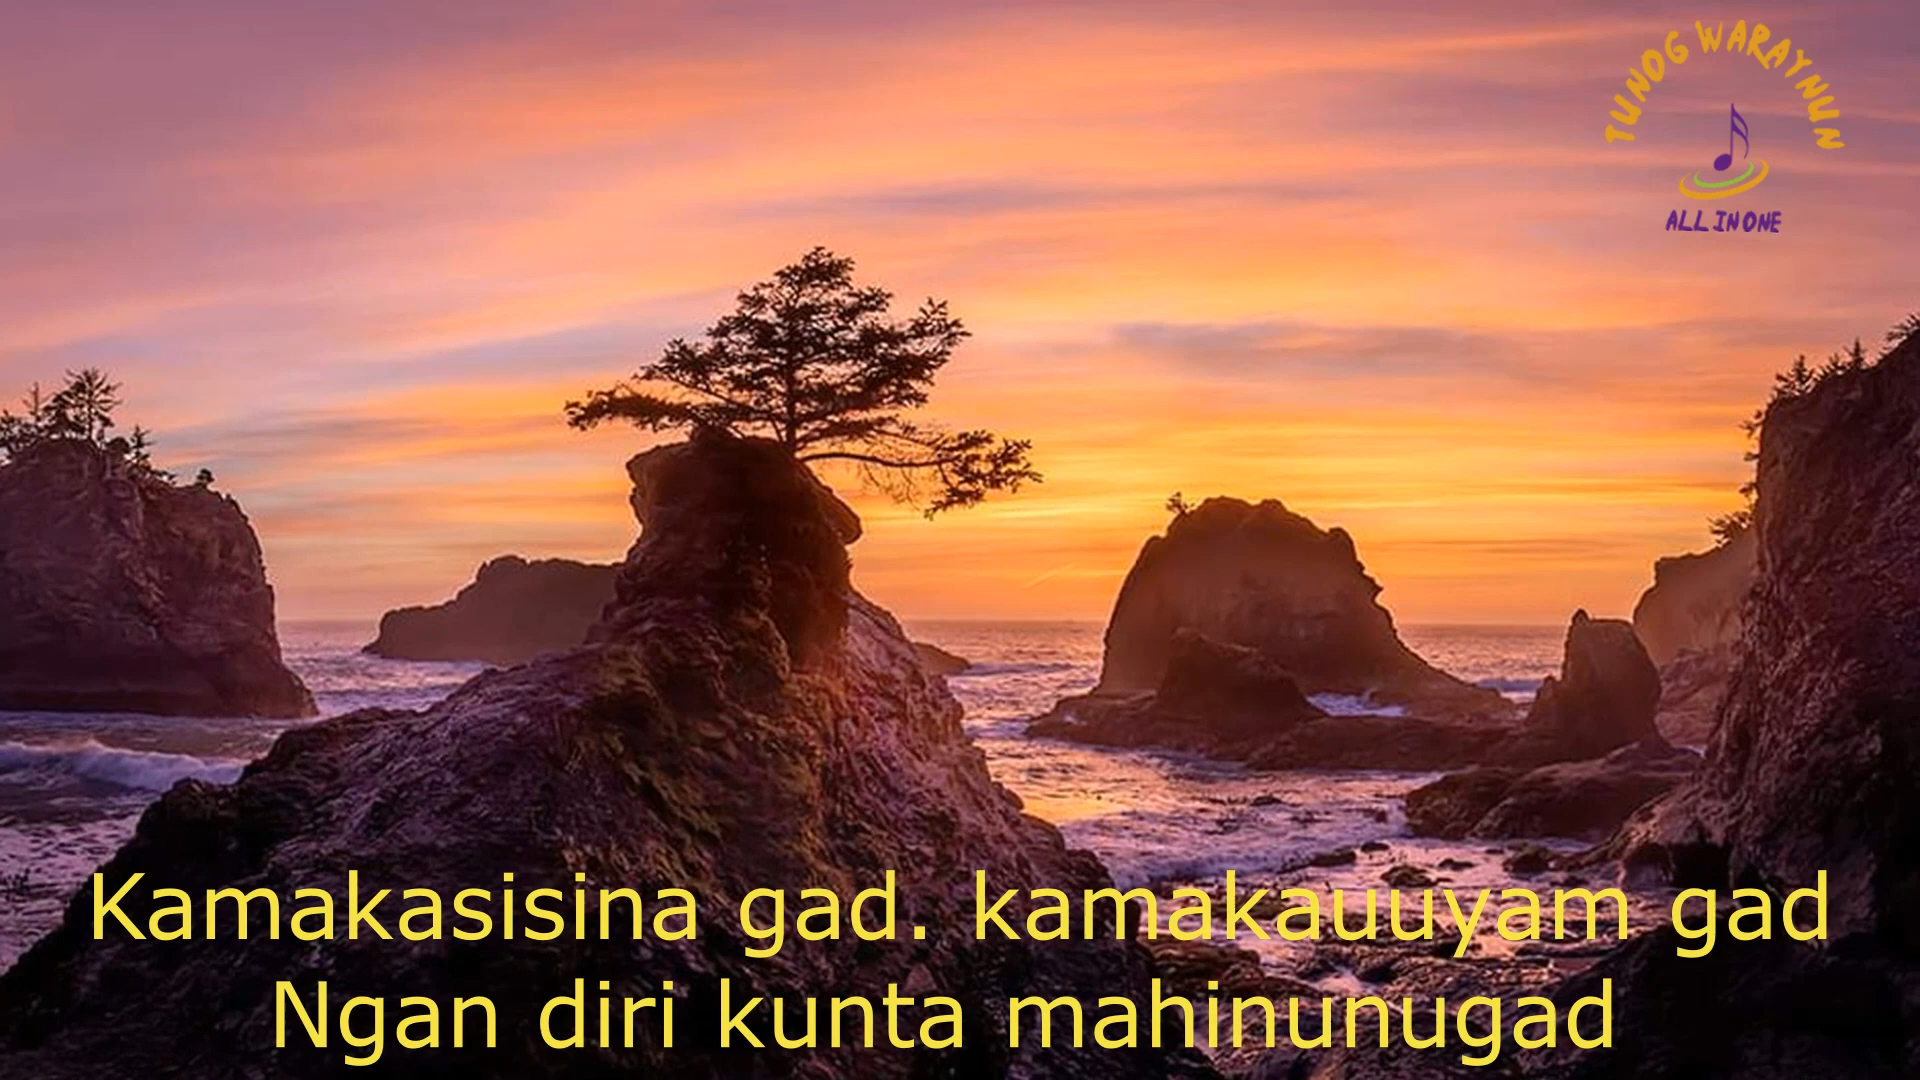 TUNOG WARAYNUN
ALL IN ONE
Kamakasisina gad. kamakauuyam gad
Ngan diri kunta mahinunugad